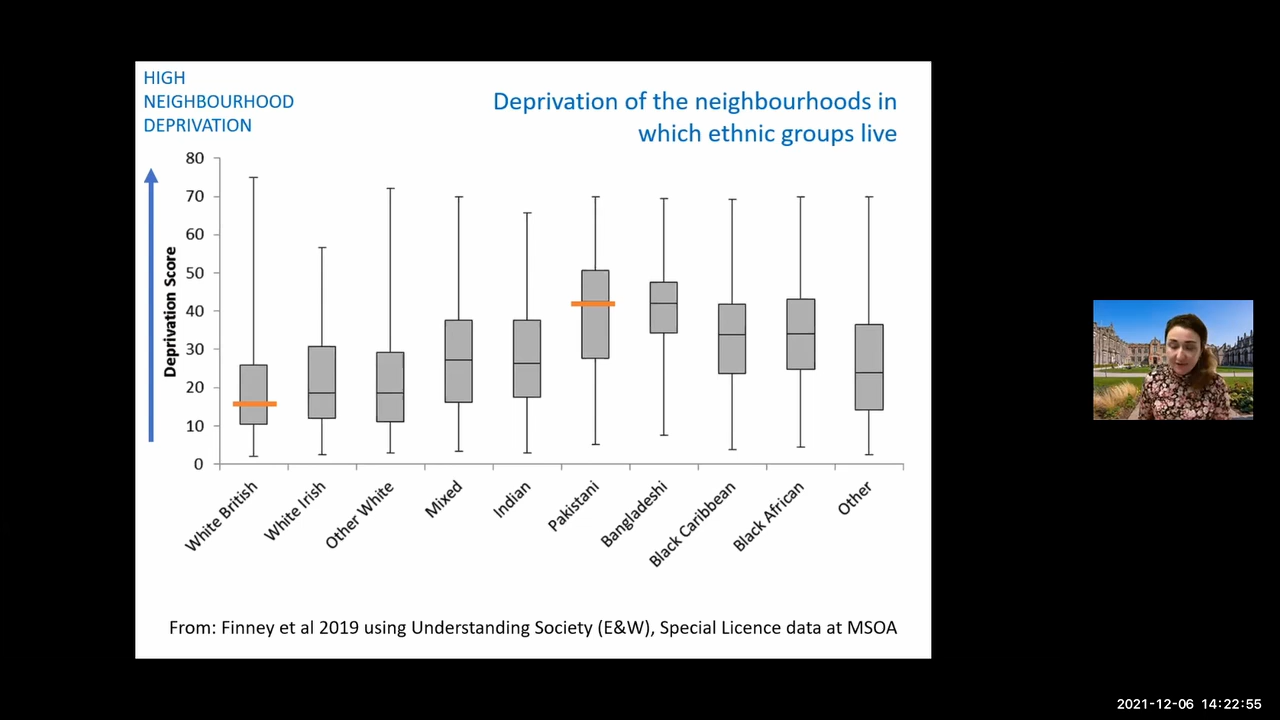 HIGH
NEIGHBOURHOOD
DEPRIVATION
Deprivation of the neighbourhoods in
which ethnic groups live
Deprivation Score
80
70
60
50
40
30
20
10
0
White British
White Irish
Other White
Mixed
Indian
Pakistani
Bangladeshi
Black Caribbean
Black African
Other
From: Finney et al 2019 using Understanding Society (E&W), Special Licence data at MSOA
2021-12-06 14:22:55